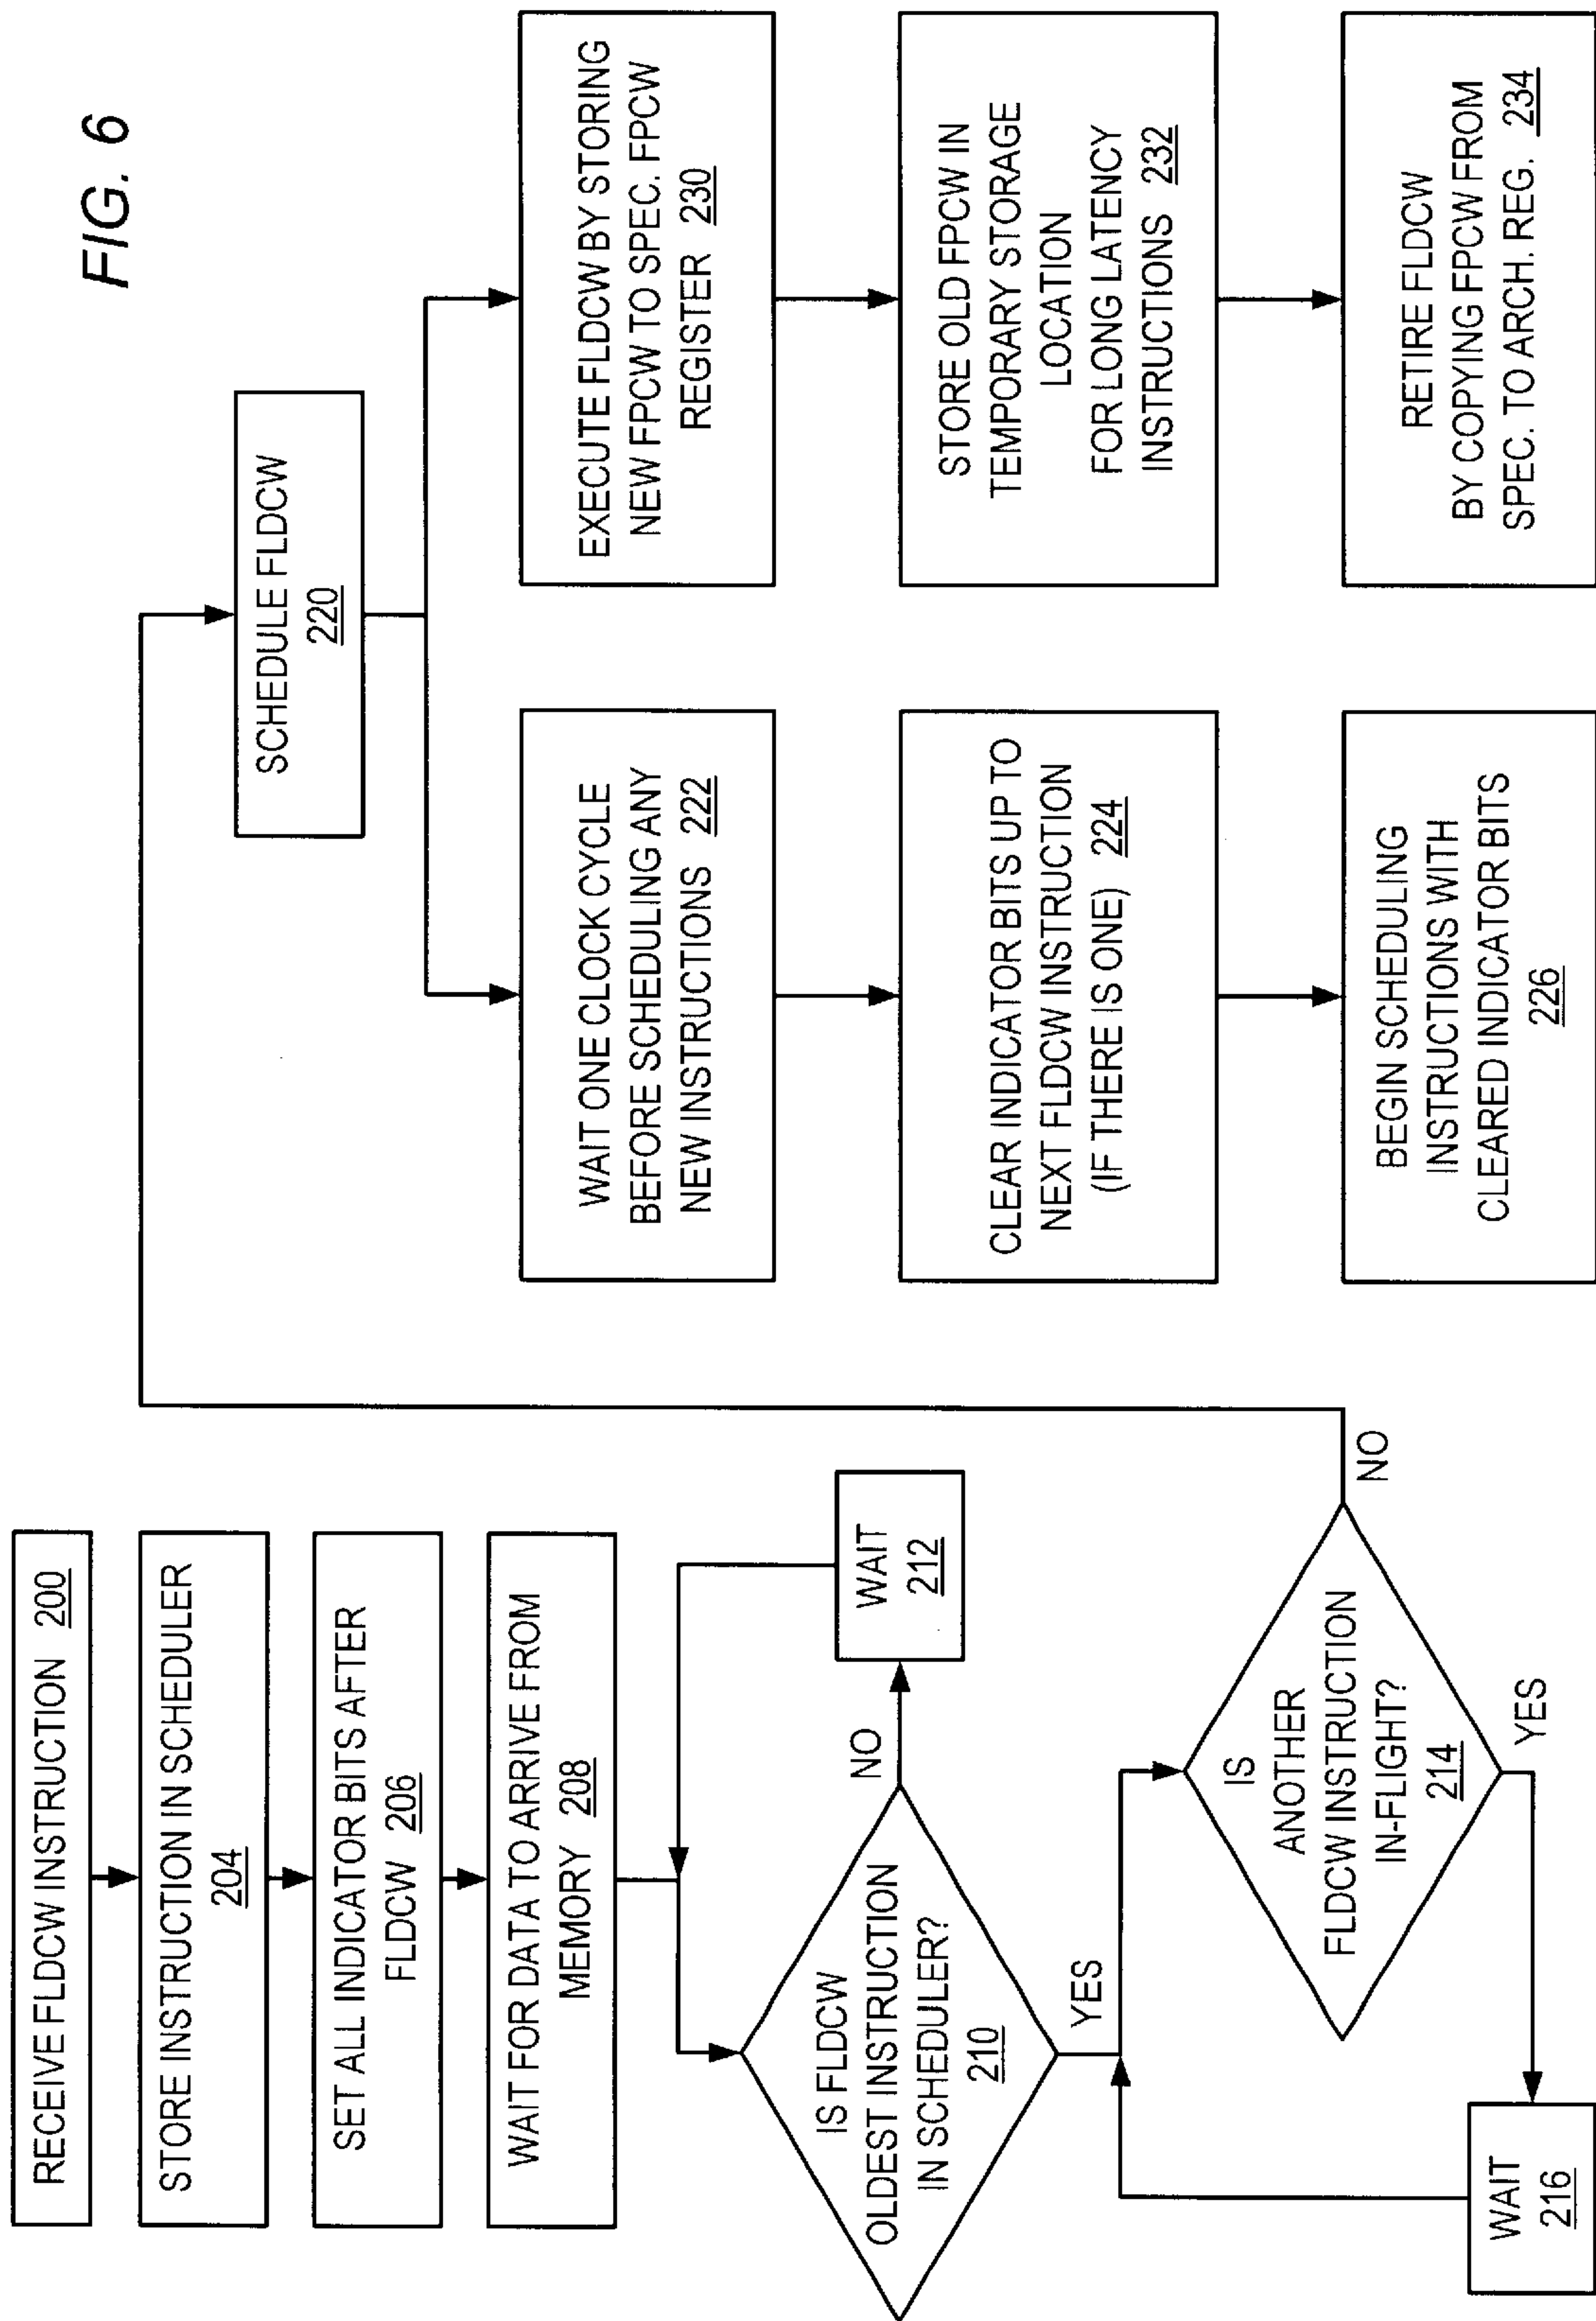 FIG. 6
RECEIVE FLDCW INSTRUCTION 200
STORE INSTRUCTION IN SCHEDULER
204
SET ALL INDICATOR BITS AFTER
FLDCW 206
WAIT FOR DATA TO ARRIVE FROM
MEMORY 208
IS FLDCW
OLDEST INSTRUCTION
IN SCHEDULER?
210
NO
WAIT
212
YES
IS
ANOTHER
FLDCW INSTRUCTION
IN-FLIGHT?
214
YES
WAIT
216
NO
SCHEDULE FLDCW
220
WAIT ONE CLOCK CYCLE
BEFORE SCHEDULING ANY
NEW INSTRUCTIONS 222
CLEAR INDICATOR BITS UP TO
NEXT FLDCW INSTRUCTION
(IF THERE IS ONE) 224
BEGIN SCHEDULING
INSTRUCTIONS WITH
CLEARED INDICATOR BITS
226
EXECUTE FLDCW BY STORING
NEW FPCW TO SPEC. FPCW
REGISTER 230
STORE OLD FPCW IN
TEMPORARY STORAGE
LOCATION
FOR LONG LATENCY
INSTRUCTIONS 232
RETIRE FLDCW
BY COPYING FPCW FROM
SPEC. TO ARCH. REG. 234